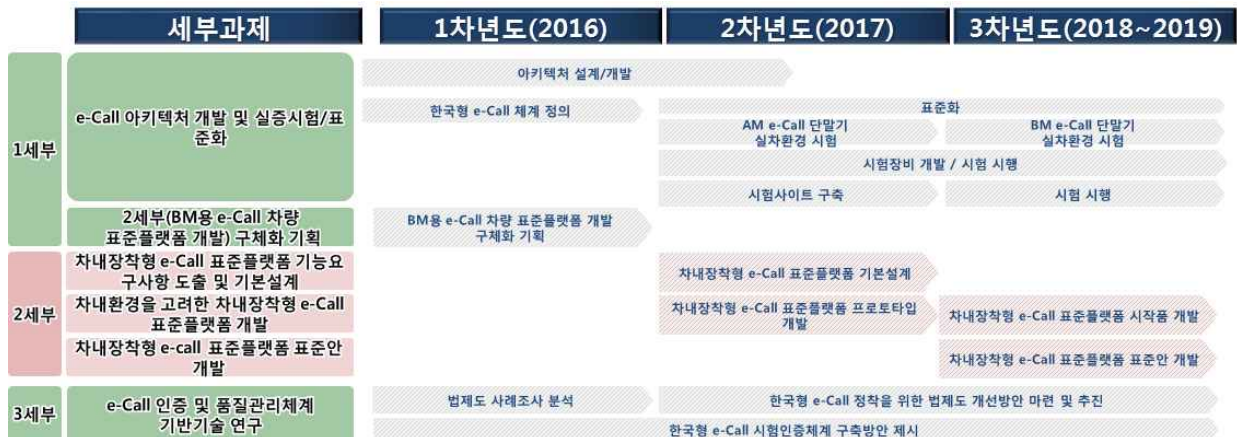 세부과제 1차년도(2016) 2차년도(2017) 3차년도(2018~2019)
1세부
e-Call 아키텍처 개발 및 실증시험/표
준화
아키텍처 설계/개발
한국형 e-Call 체계 정의
표준화
AM e-Call 단말기
실차환경 시험
BM e-Call 단말기
실차환경 시험
시험장비 개발 / 시험 시행
시험사이트 구축
시험 시행
2세부(BM용 e-Call 차량
표준플랫폼 개발) 구체화 기획
BM용 e-Call 차량 표준플랫폼 개발
구체화 기획
2세부
차내장착형 e-Call 표준플랫폼 기능요
구사항 도출 및 기본설계
차내장착형 e-Call 표준플랫폼 기본설계
차내환경을 고려한 차내장착형 e-Call
표준플랫폼 개발
차내장착형 e-Call 표준플랫폼 프로토타입
개발
차내장착형 e-Call 표준플랫폼 시작품 개발
차내장착형 e-call 표준플랫폼 표준안
개발
차내장착형 e-Call 표준플랫폼 표준안 개발
3세부
e-Call 인증 및 품질관리체계
기반기술 연구
법제도 사례조사 분석
한국형 e-Call 정착을 위한 법제도 개선방안 마련 및 추진
한국형 e-Call 시험인증체계 구축방안 제시